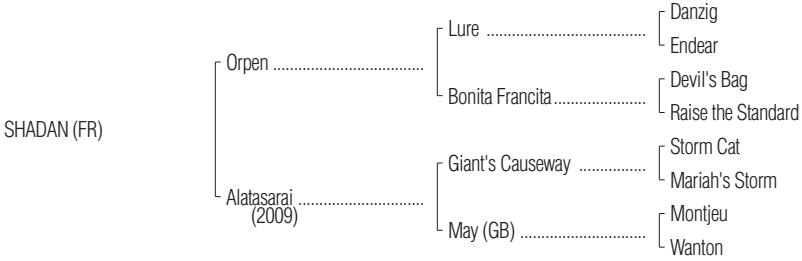 Danzig
Lure ................................
Endear
Orpen ..............................
Devil's Bag
Bonita Francita ..................
Raise the Standard
SHADAN (FR)
Storm Cat
Giant's Causeway .............
Mariah's Storm
Alatasarai .........................
(2009)
Montjeu
May (GB) .........................
Wanton